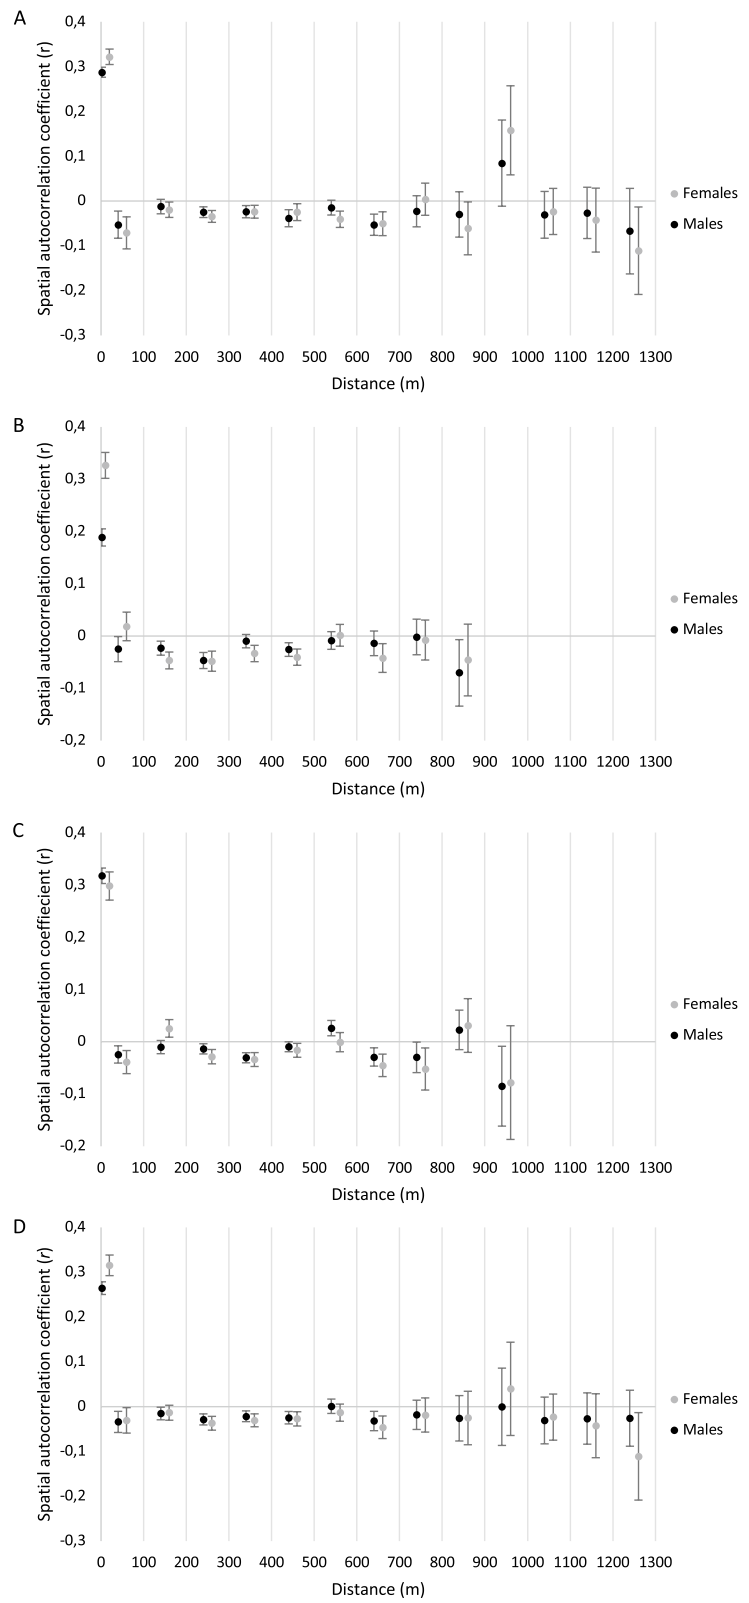 A
Spatial autocorrelation coefficient (r)
0,4
0,3
0,2
0,1
0
-0,1
-0,2
-0,3
0 100 200 300 400 500 600 700 800 900 1000 1100 1200 1300
Distance (m)
Females
Males
B
Spatial autocorrelation coeffiecient (r)
0,4
0,3
0,2
0,1
0
-0,1
-0,2
0 100 200 300 400 500 600 700 800 900 1000 1100 1200 1300
Distance (m)
Females
Males
C
Spatial autocorrelation coeffiecient (r)
0,4
0,3
0,2
0,1
0
-0,1
-0,2
0 100 200 300 400 500 600 700 800 900 1000 1100 1200 1300
Distance (m)
Females
Males
D
Spatial autocorrelation coefficient (r)
0,4
0,3
0,2
0,1
0
-0,1
-0,2
-0,3
0 100 200 300 400 500 600 700 800 900 1000 1100 1200 1300
Distance (m)
Females
Males